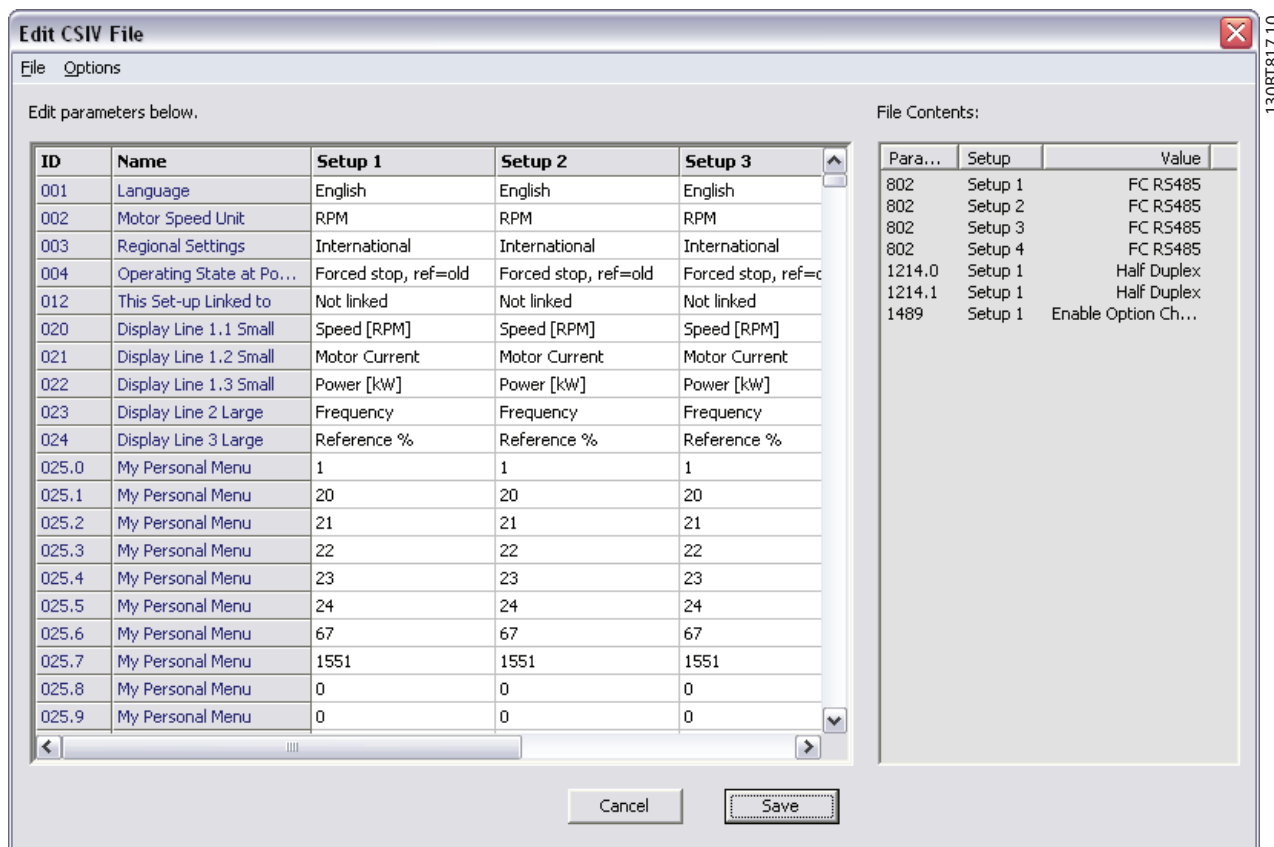 Edit CSIV File
File Options
Edit parameters below.
ID Name Setup 1 Setup 2 Setup 3
001 Language English English English
002 Motor Speed Unit RPM RPM RPM
003 Regional Settings International International International
004 Operating State at Po... Forced stop, ref=old Forced stop, ref=old Forced stop, ref=o
012 This Set-up Linked to Not linked Not linked Not linked
020 Display Line 1.1 Small Speed [RPM] Speed [RPM] Speed [RPM]
021 Display Line 1.2 Small Motor Current Motor Current Motor Current
022 Display Line 1.3 Small Power [kW] Power [kW] Power [kW]
023 Display Line 2 Large Frequency Frequency Frequency
024 Display Line 3 Large Reference % Reference % Reference %
025.0 My Personal Menu 1 1 1
025.1 My Personal Menu 20 20 20
025.2 My Personal Menu 21 21 21
025.3 My Personal Menu 22 22 22
025.4 My Personal Menu 23 23 23
025.5 My Personal Menu 24 24 24
025.6 My Personal Menu 67 67 67
025.7 My Personal Menu 1551 1551 1551
025.8 My Personal Menu 0 0 0
025.9 My Personal Menu 0 0 0
File Contents:
Para... Setup Value
802 Setup 1 FC RS485
802 Setup 2 FC RS485
802 Setup 3 FC RS485
802 Setup 4 FC RS485
1214.0 Setup 1 Half Duplex
1214.1 Setup 1 Half Duplex
1489 Setup 1 Enable Option Ch...
Cancel Save
130BT817.10